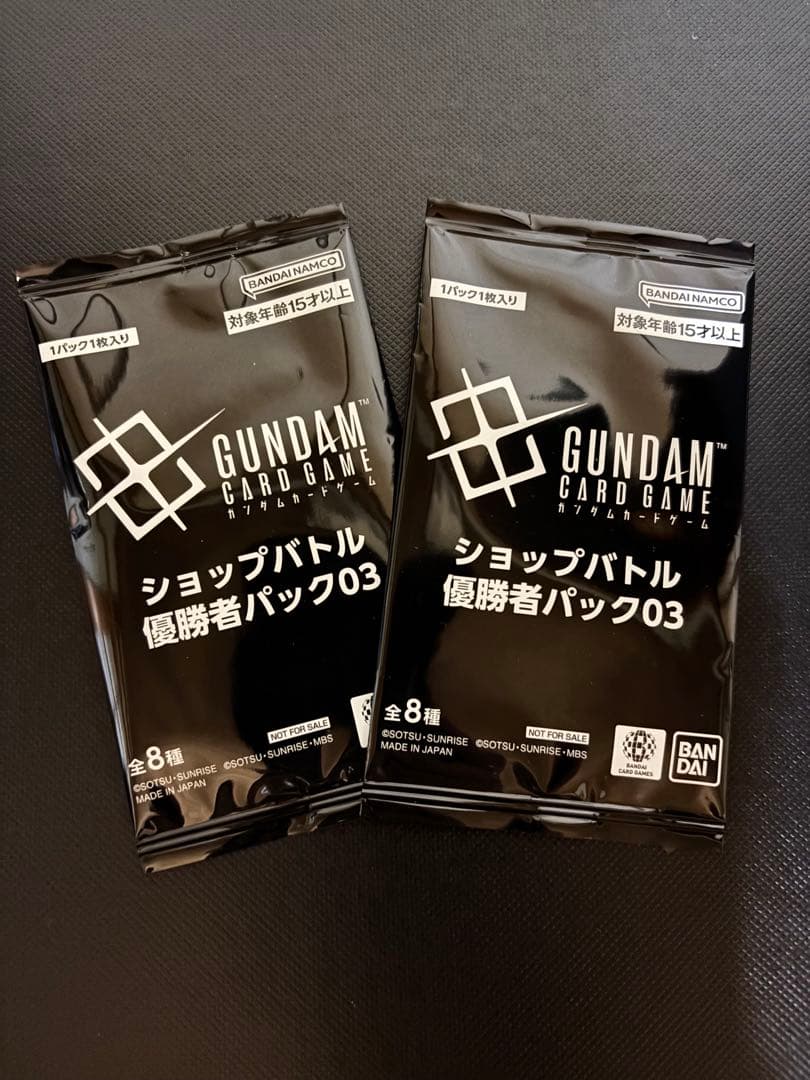 BANDAI NAMCO
対象年齢15才以上
1パック1枚入り
GUNDAM™
CARD GAME
ガンダムカードゲーム
ショップバトル
優勝者パック03
NOT FOR SALE
全8種
©SOTSU・SUNRISE ©SOTSU・SUNRISE・MBS
MADE IN JAPAN
BANDAI NAMCO
1パック1枚入り
対象年齢15才以上
GUNDAM™
CARD GAME
ガンダムカードゲーム
ショップバトル
優勝者パック03
全8種
NOT FOR SALE
©SOTSU・SUNRISE ©SOTSU・SUNRISE・MBS
MADE IN JAPAN
BANDAI
CARD GAMES
BAN
DAI